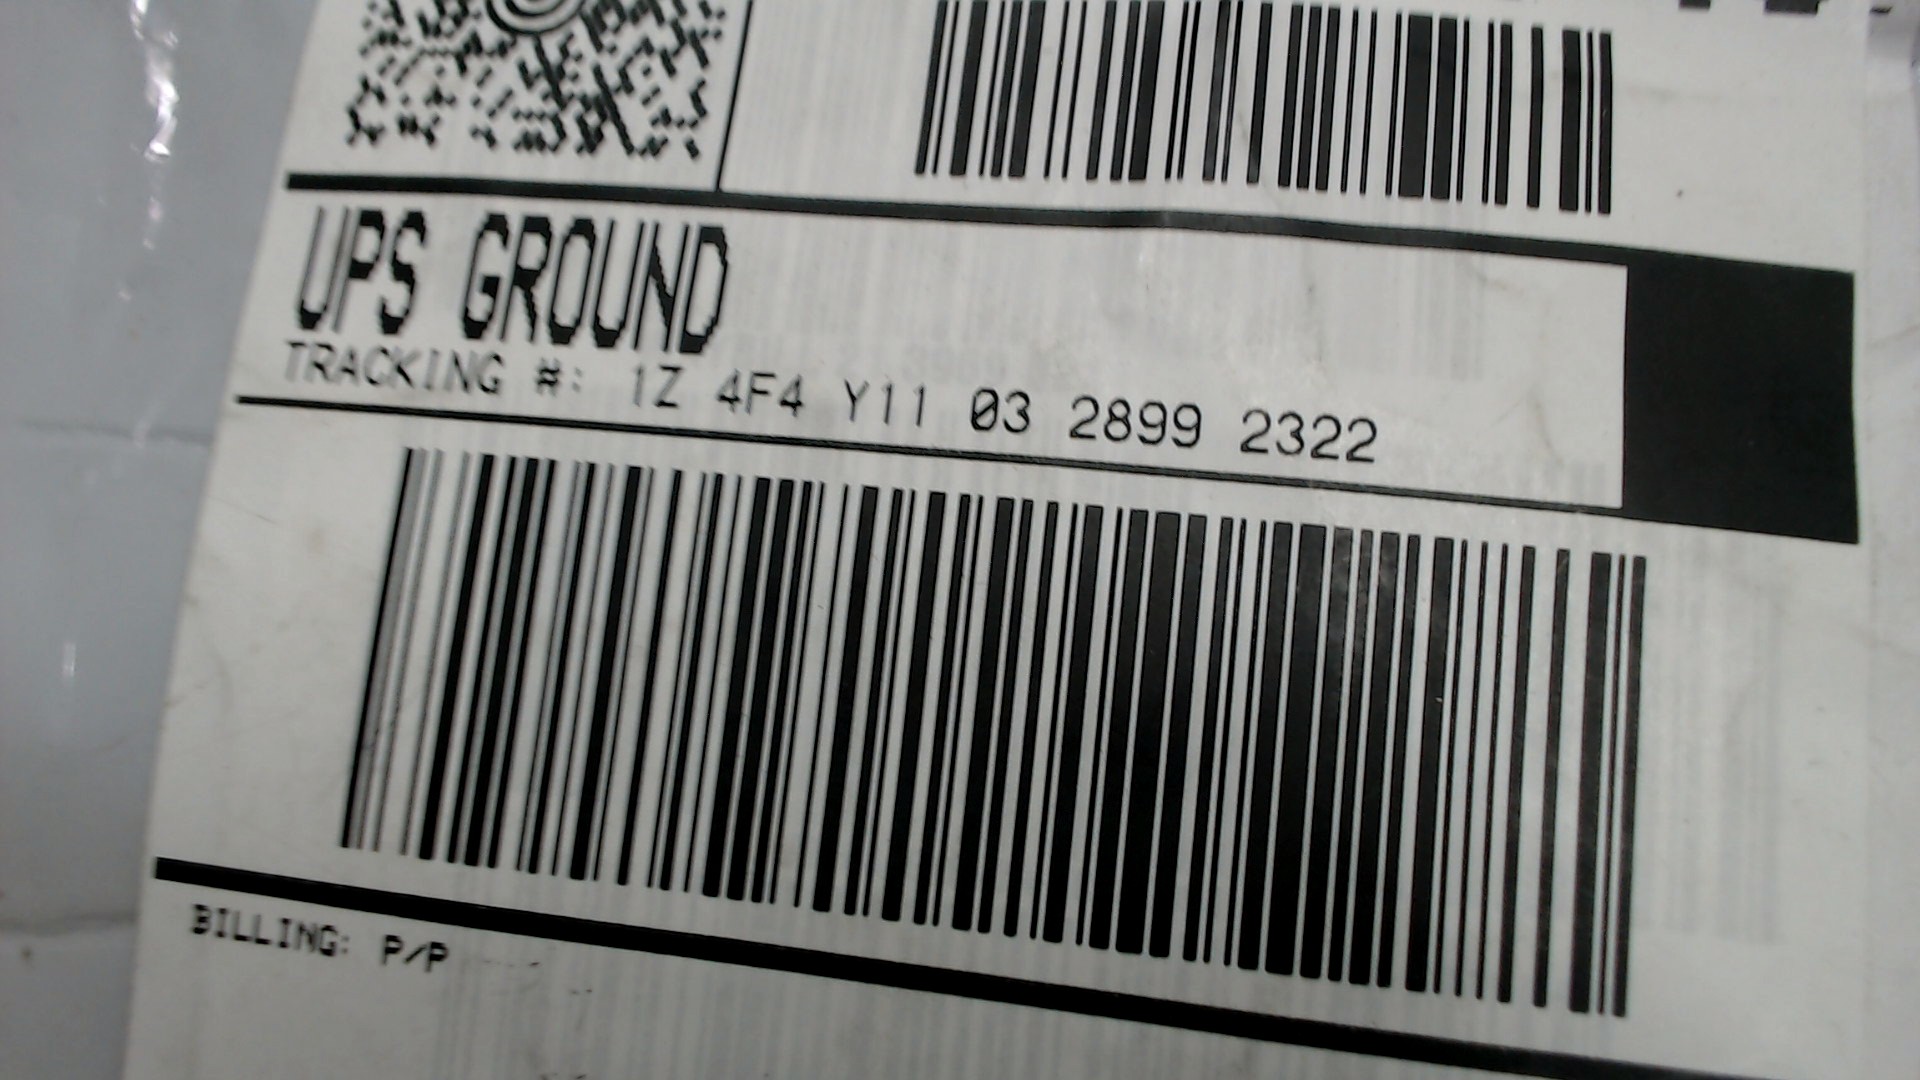 UPS GROUND
TRACKING #: 1Z 4F4 Y11 03 2899 2322
BILLING: P/P